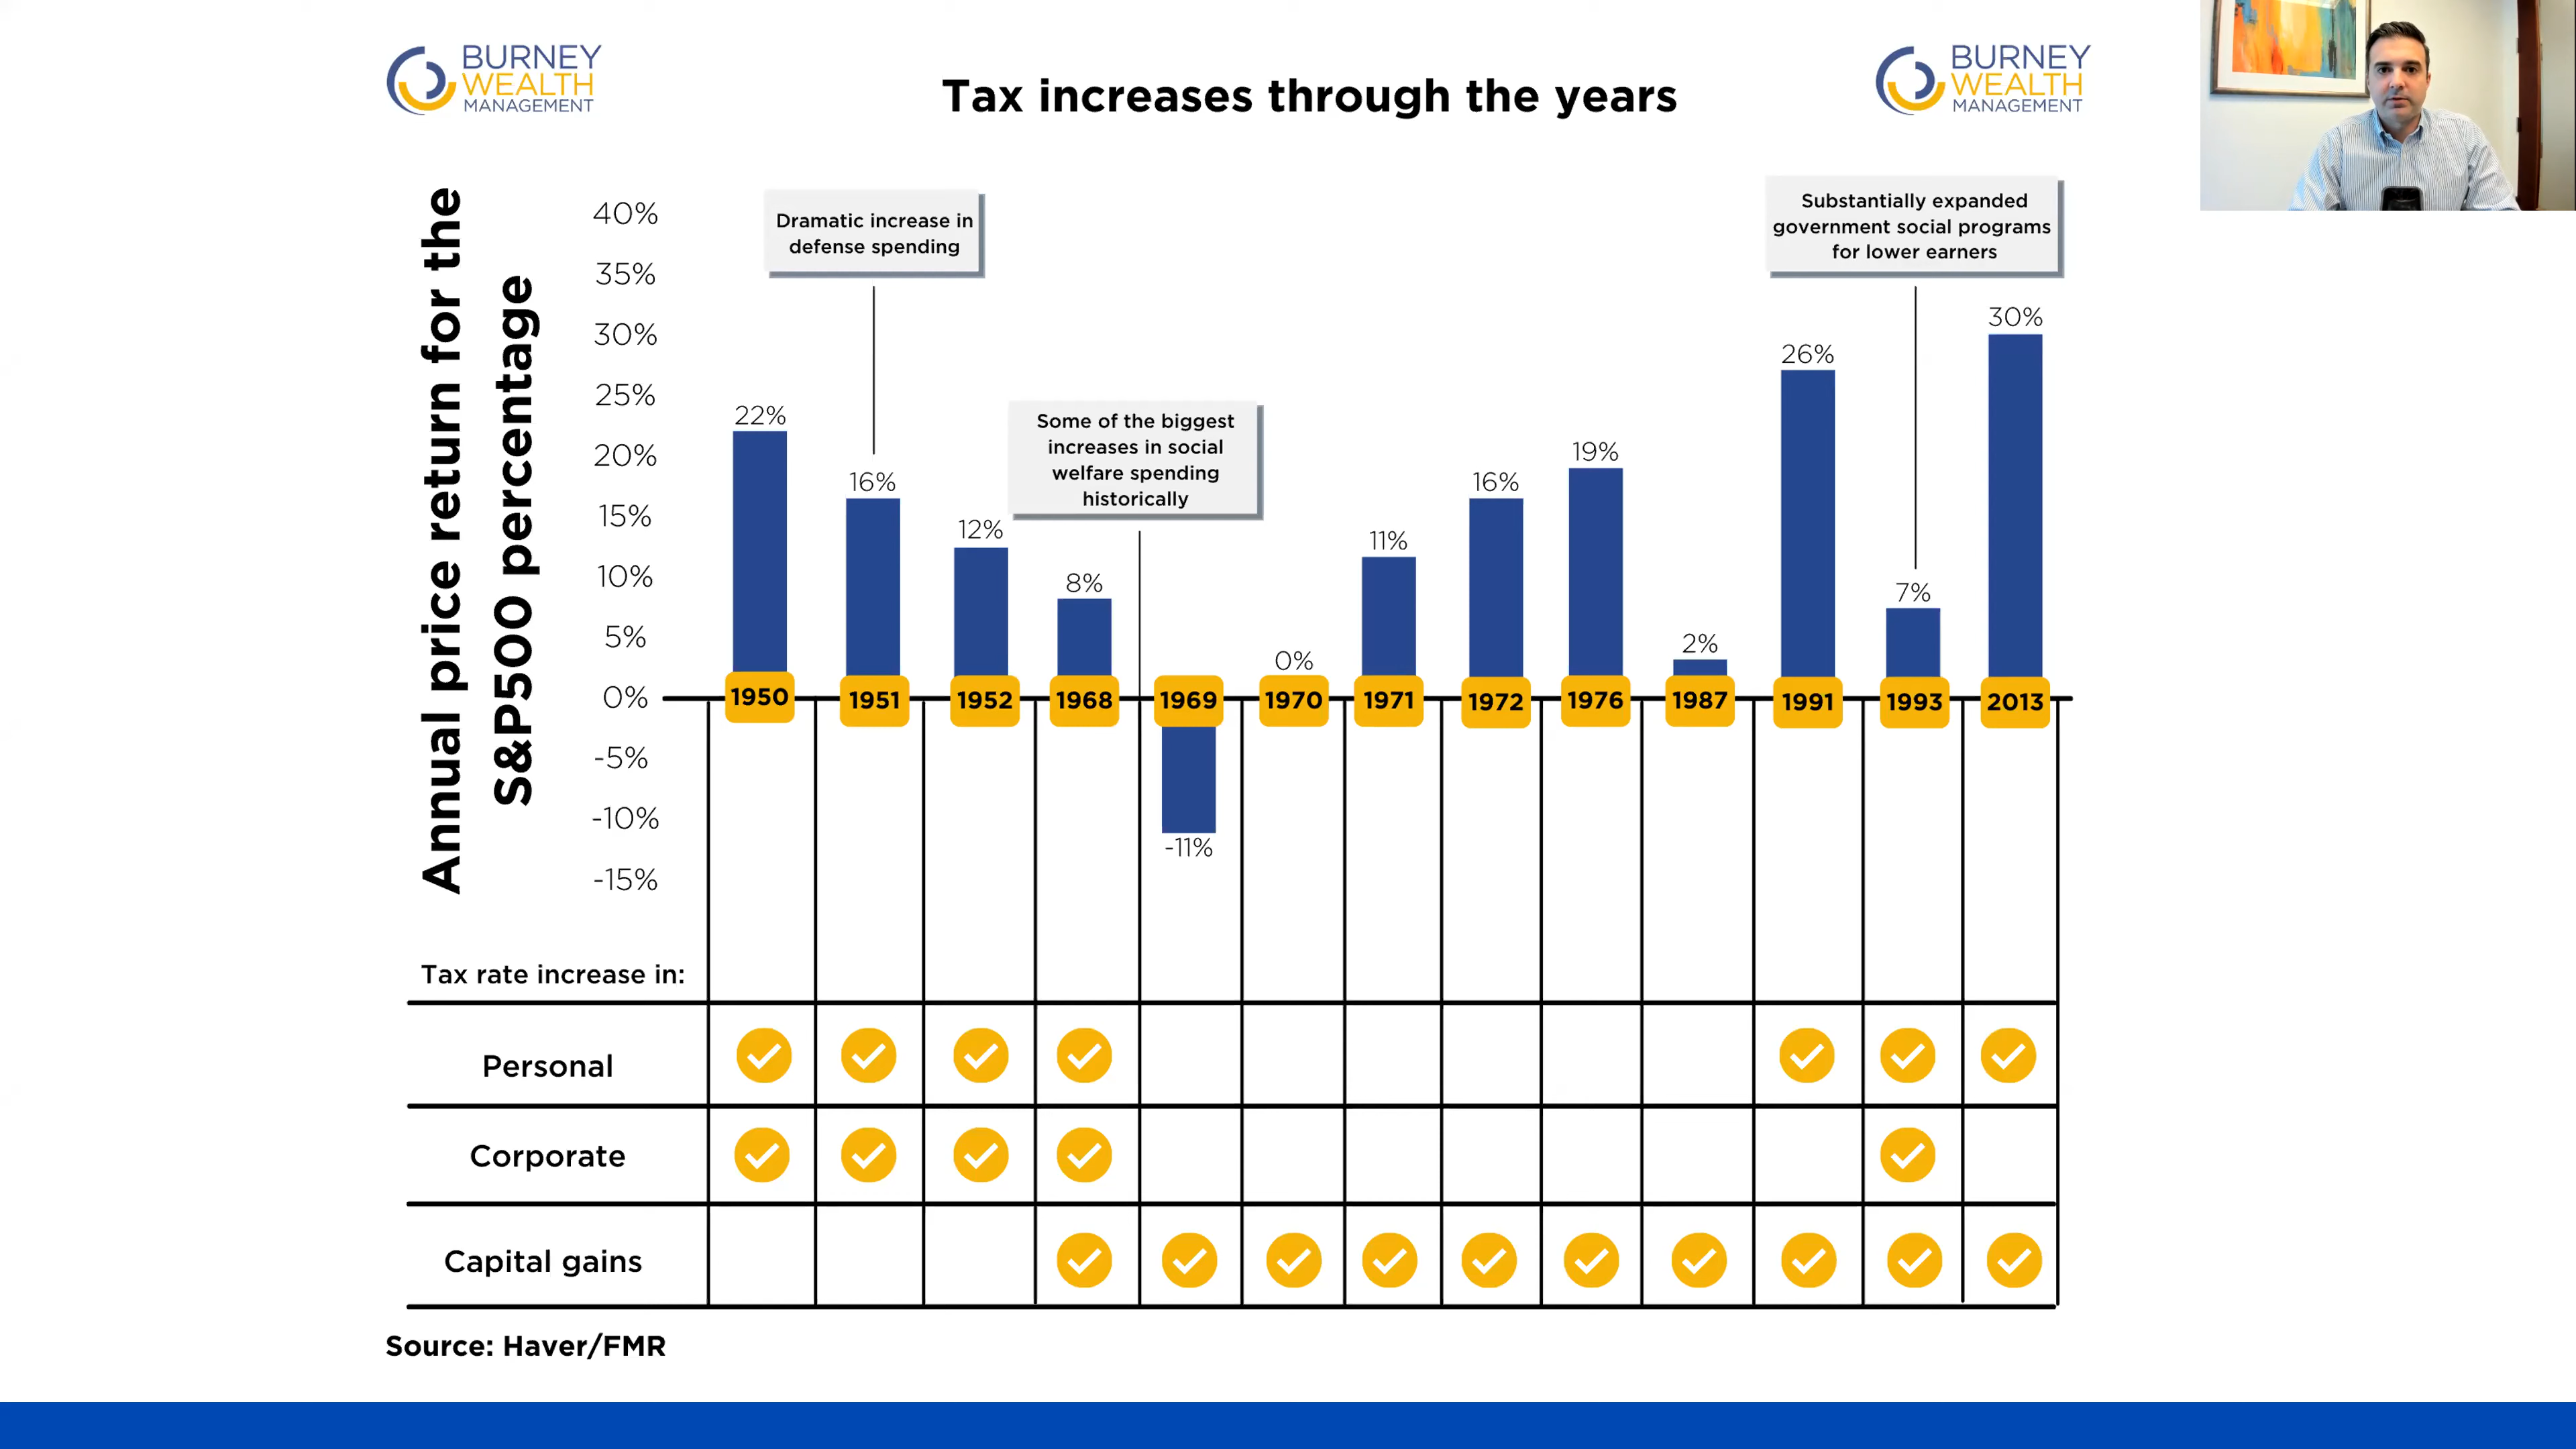 BURNEY
WEALTH
MANAGEMENT
Tax increases through the years
BURNEY
WEALTH
MANAGEMENT
Annual price return for the
S&P500 percentage
40%
35%
30%
25%
20%
15%
10%
5%
0%
-5%
-10%
-15%
Dramatic increase in
defense spending
Some of the biggest
increases in social
welfare spending
historically
Substantially expanded
government social programs
for lower earners
22%
16%
12%
8%
-11%
0%
11%
16%
19%
2%
26%
7%
30%
1950
1951
1952
1968
1969
1970
1971
1972
1976
1987
1991
1993
2013
Tax rate increase in:
Personal
Corporate
Capital gains
Source: Haver/FMR